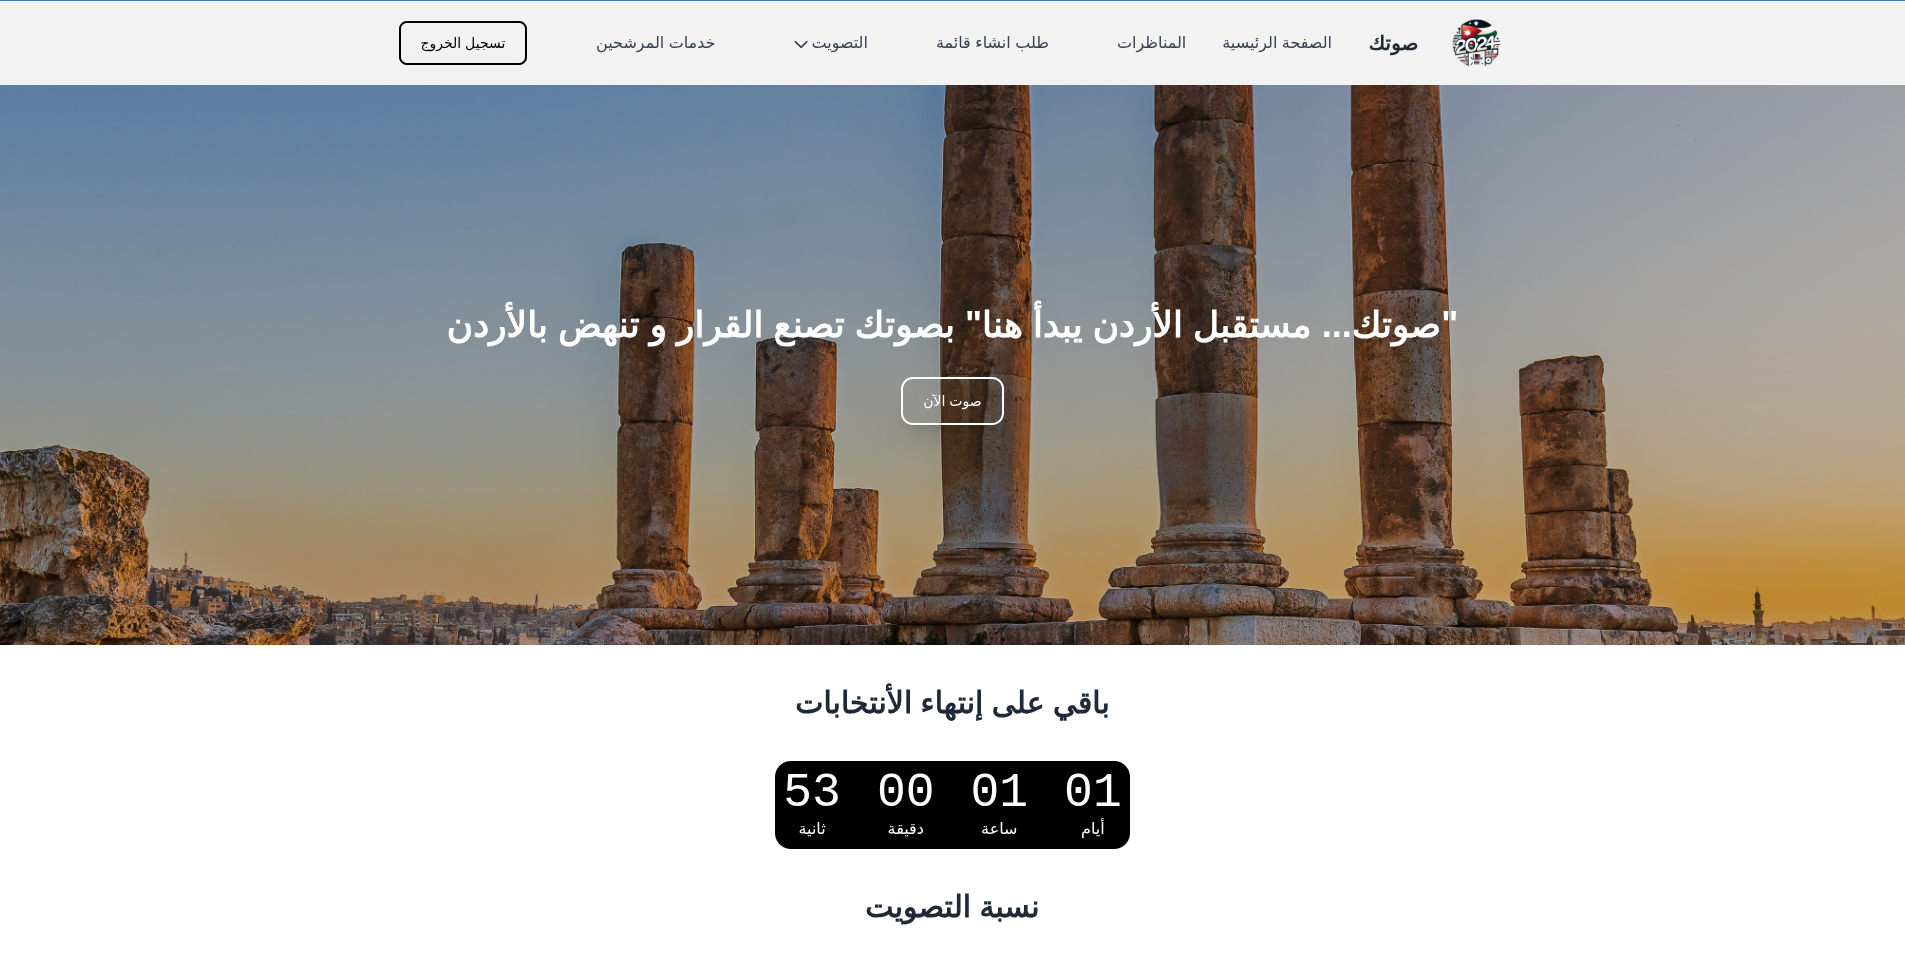 2024
صوتك
الصفحة الرئيسية
المناظرات
طلب انشاء قائمة
التصويت
خدمات المرشحين
تسجيل الخروج
"صوتك... مستقبل الأردن يبدأ هنا" بصوتك تصنع القرار و تنهض بالأردن
صوت الآن
باقي على إنتهاء الأنتخابات
01 01 00 53
أيام ساعة دقيقة ثانية
نسبة التصويت